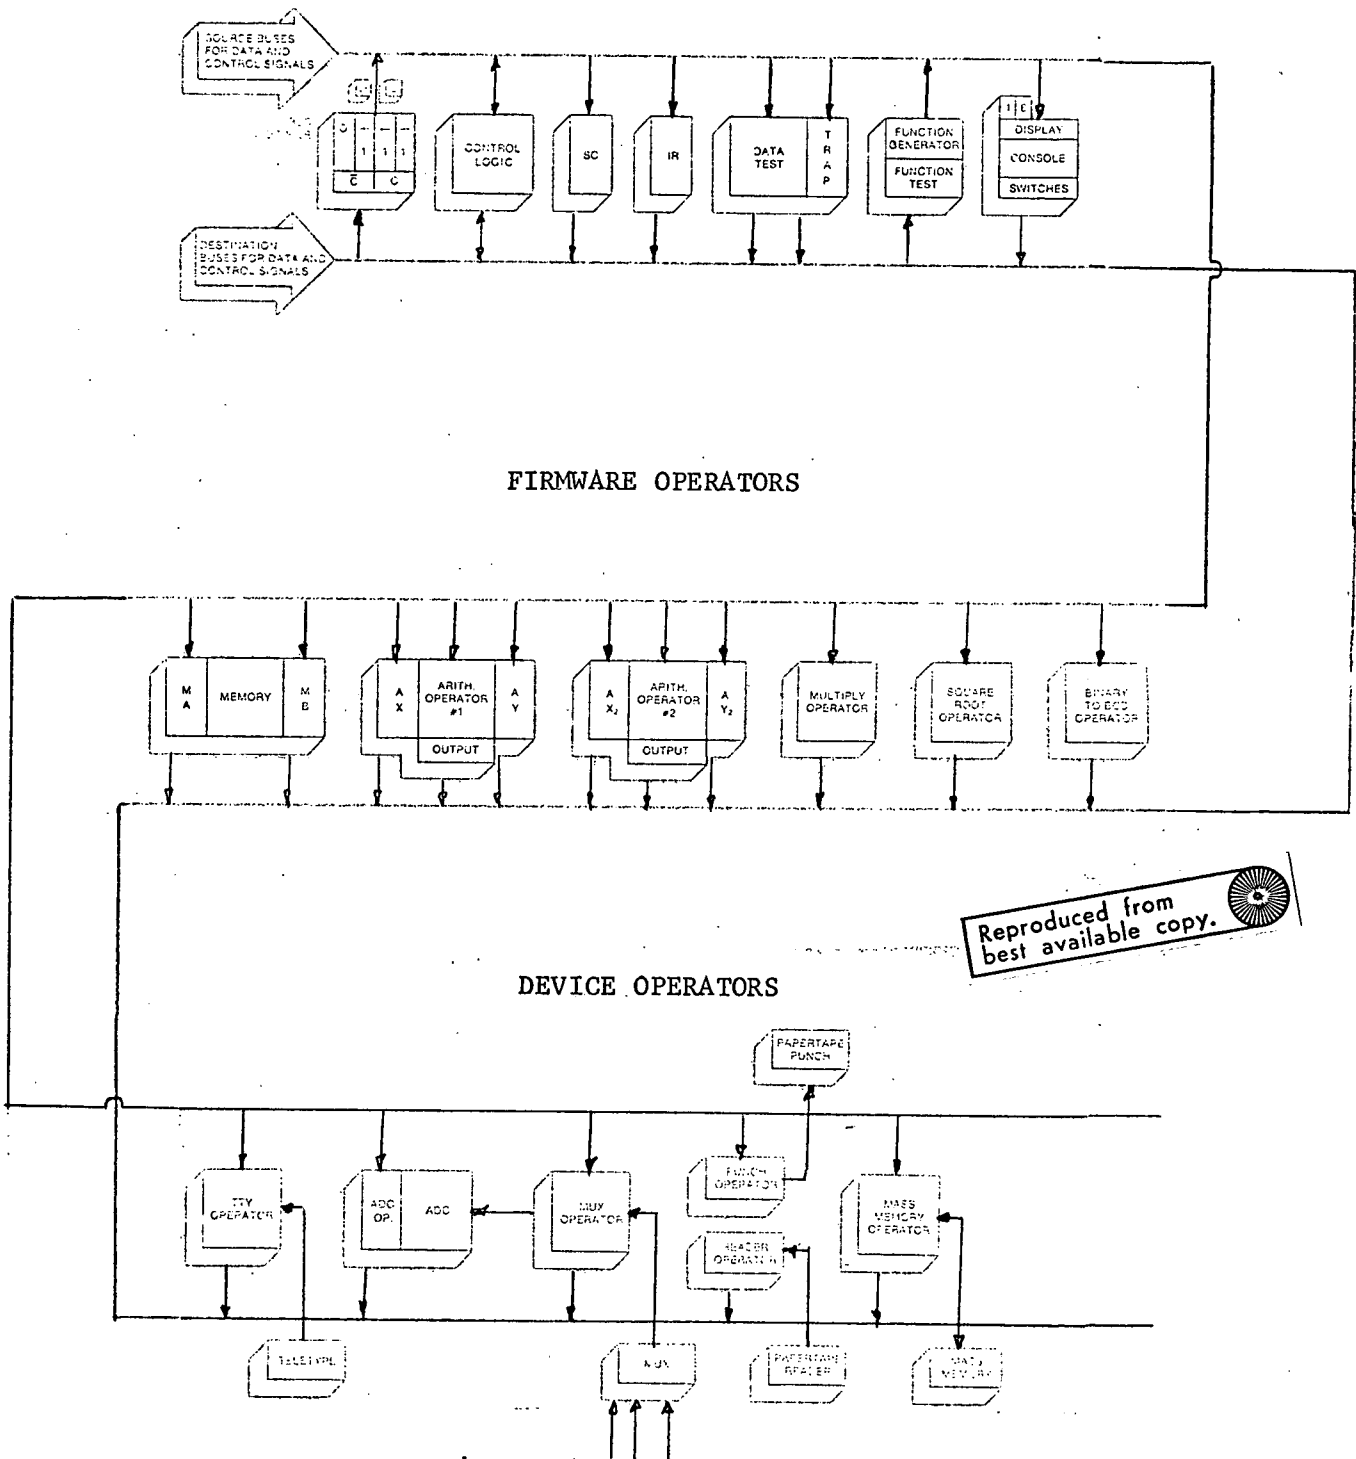 SOURCE BUSES
FOR DATA AND
CONTROL SIGNALS
CONTROL
LOGIC
SC
IR
DATA
TEST
T
R
A
P
FUNCTION
GENERATOR
FUNCTION
TEST
DISPLAY
CONSOLE
SWITCHES
C̅
C
DESTINATION
BUSES FOR DATA AND
CONTROL SIGNALS
FIRMWARE OPERATORS
M
A
MEMORY
M
B
A
X
ARITH.
OPERATOR
#1
A
Y
OUTPUT
A
X₂
ARITH.
OPERATOR
#2
A
Y₂
OUTPUT
MULTIPLY
OPERATOR
SQUARE
ROOT
OPERATOR
BINARY
TO BCD
OPERATOR
Reproduced from
best available copy.
DEVICE OPERATORS
PAPERTAPE
PUNCH
TTY
OPERATOR
ADC
OP.
ADC
MUX
OPERATOR
PUNCH
OPERATOR
READER
OPERATOR
MASS
MEMORY
OPERATOR
TELETYPE
MUX
PAPERTAPE
READER
MASS
MEMORY